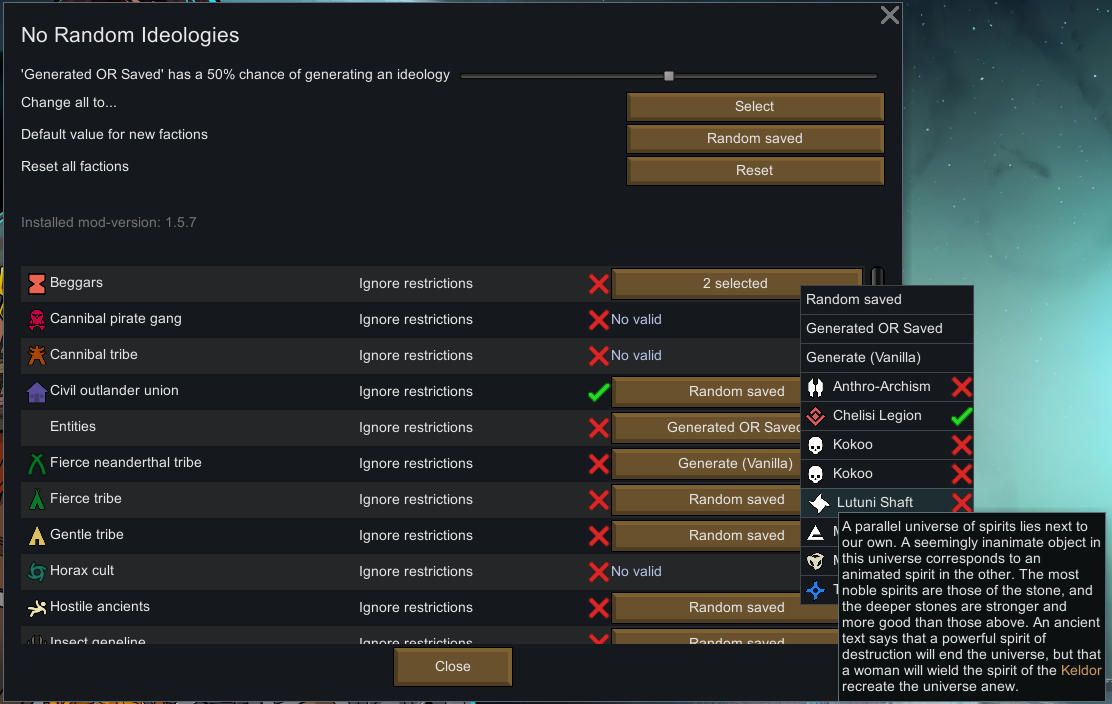 No Random Ideologies
'Generated OR Saved' has a 50% chance of generating an ideology
Change all to...
Select
Default value for new factions
Random saved
Reset all factions
Reset
Installed mod-version: 1.5.7
Beggars Ignore restrictions 2 selected
Cannibal pirate gang Ignore restrictions No valid
Cannibal tribe Ignore restrictions No valid
Civil outlander union Ignore restrictions Random saved
Entities Ignore restrictions Generated OR Saved
Fierce neanderthal tribe Ignore restrictions Generate (Vanilla)
Fierce tribe Ignore restrictions Random saved
Gentle tribe Ignore restrictions Random saved
Horax cult Ignore restrictions No valid
Hostile ancients Ignore restrictions Random saved
Insect geneline Ignore restrictions Random saved
Close
Random saved
Generated OR Saved
Generate (Vanilla)
Anthro-Archism
Chelisi Legion
Kokoo
Kokoo
Lutuni Shaft
A parallel universe of spirits lies next to
our own. A seemingly inanimate object in
this universe corresponds to an
animated spirit in the other. The most
noble spirits are those of the stone, and
the deeper stones are stronger and
more good than those above. An ancient
text says that a powerful spirit of
destruction will end the universe, but that
a woman will wield the spirit of the Keldor
recreate the universe anew.